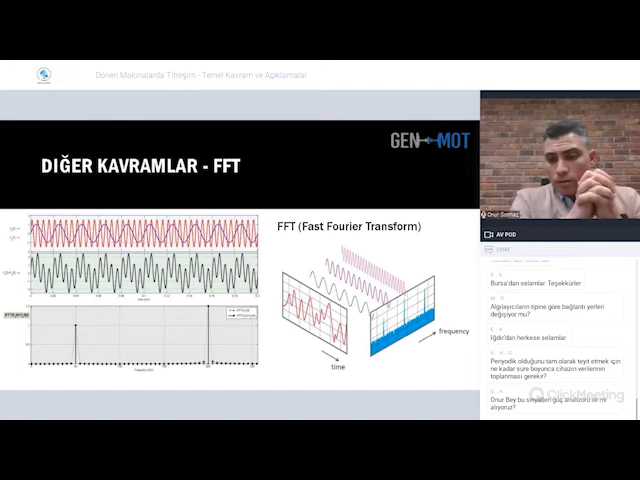 Dönen Makinalarda Titreşim - Temel Kavram ve Açıklamalar
GEN MOT
DIĞER KAVRAMLAR - FFT
FFT (Fast Fourier Transform)
time
frequency
Onur Solmaz
AV POD
CHAT
Bursa'dan selamlar. Teşekkürler
Algılayıcıların tipine göre bağlantı yerleri
değişiyor mu?
Iğdır'dan herkese selamlar
Penyodik olduğunu tam olarak teyit etmek için
ne kadar süre boyunca cihazın verilerinin
toplanması gerekir?
ClickMeeting
Onur Bey bu sinyalleri güç analizörü ile mi
alıyoruz?